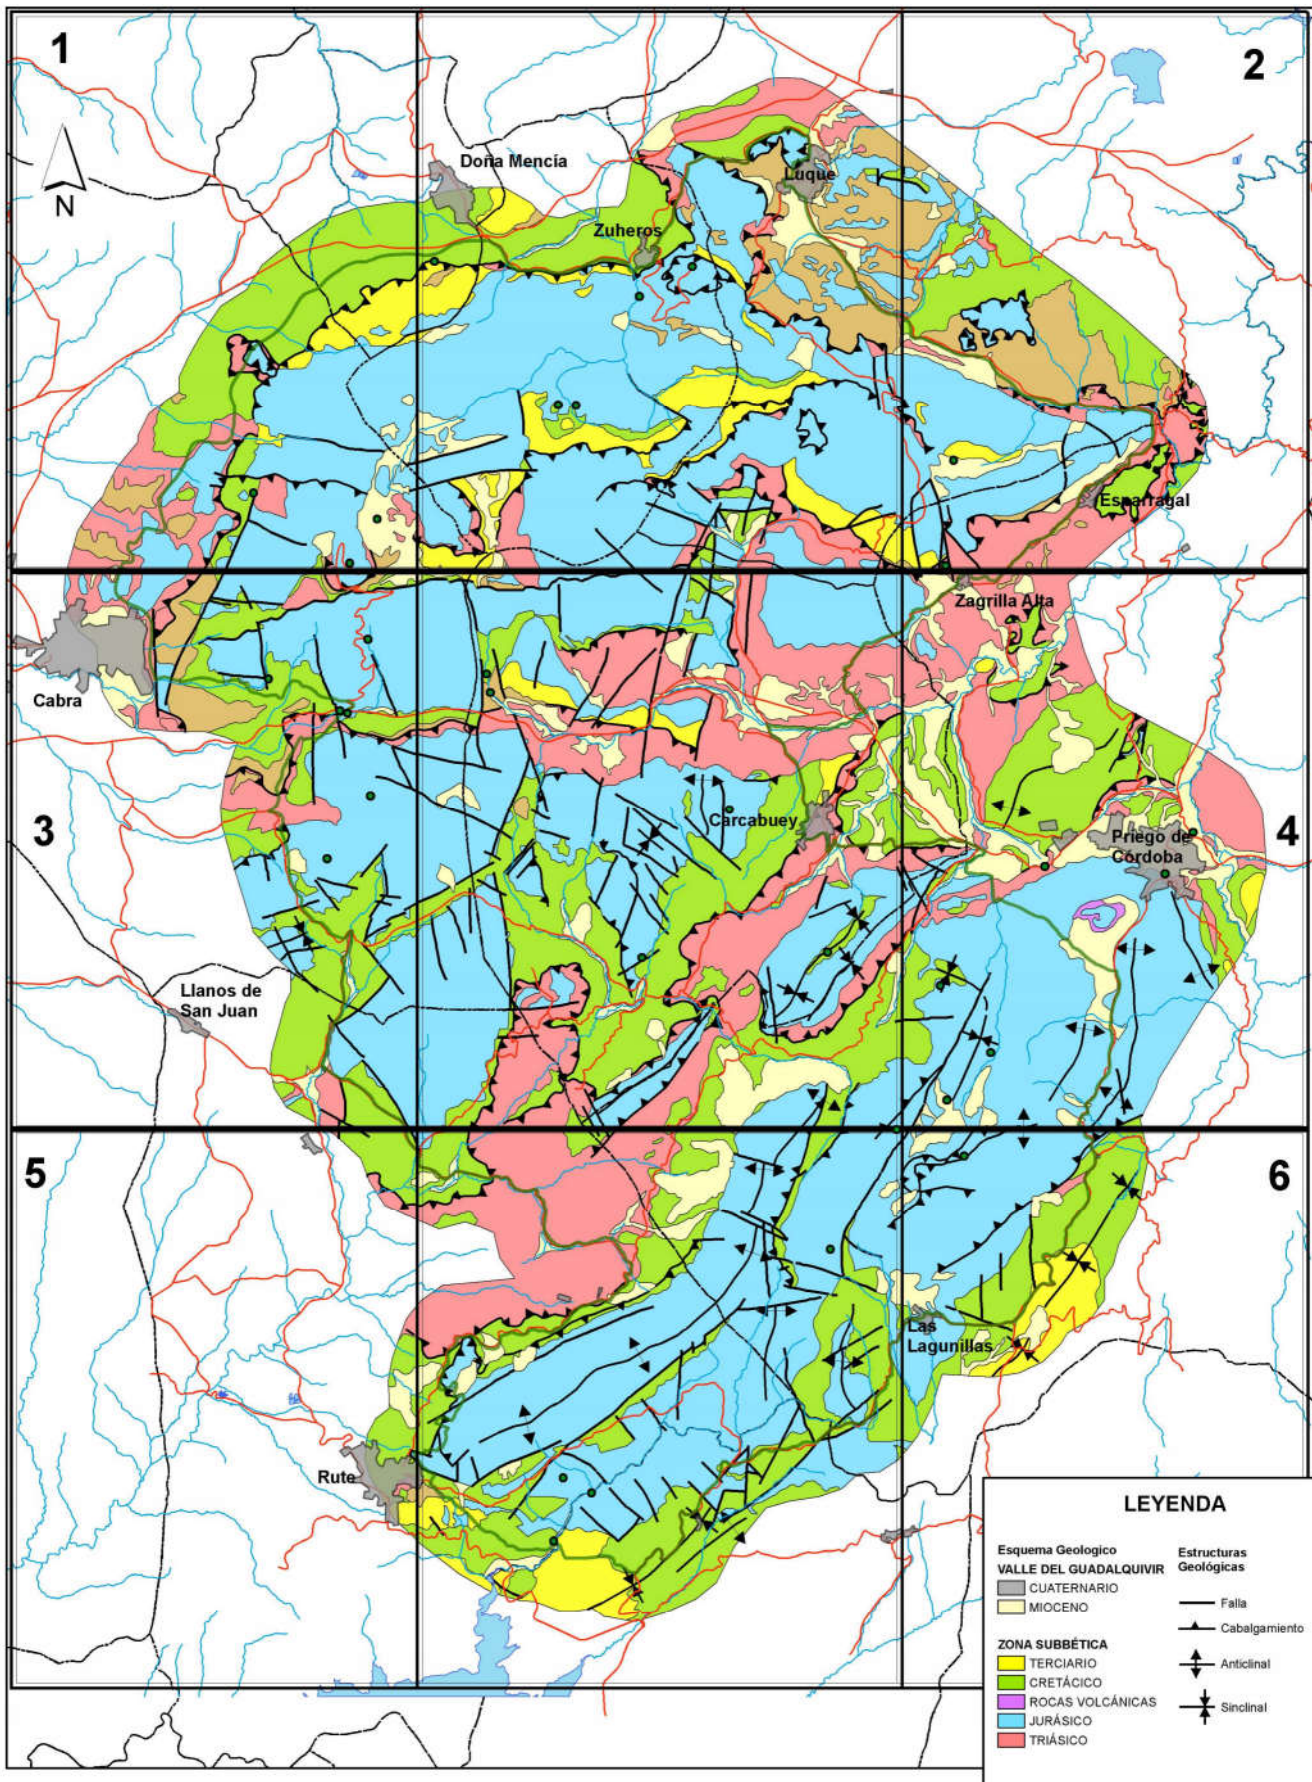 1
2
N
Doña Mencía
Luque
Zuheros
Esparragal
Zagrilla Alta
Cabra
3
Carcabuey
Priego de
Córdoba
4
Llanos de
San Juan
5
6
Las
Lagunillas
Rute
LEYENDA
Esquema Geologico
VALLE DEL GUADALQUIVIR
CUATERNARIO
MIOCENO
ZONA SUBBÉTICA
TERCIARIO
CRETÁCICO
ROCAS VOLCÁNICAS
JURÁSICO
TRIÁSICO
Estructuras
Geológicas
Falla
Cabalgamiento
Anticlinal
Sinclinal